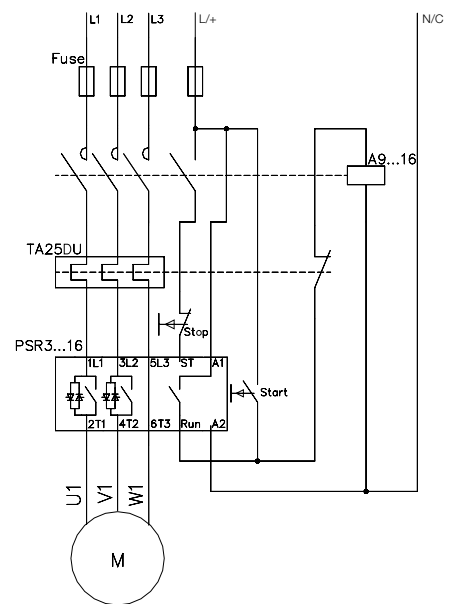 L1 L2 L3 L/+ N/C
Fuse
A9...16
TA25DU
Stop
PSR3...16
1L1 3L2 5L3 ST A1
Start
2T1 4T2 6T3 Run A2
U1 V1 W1
M